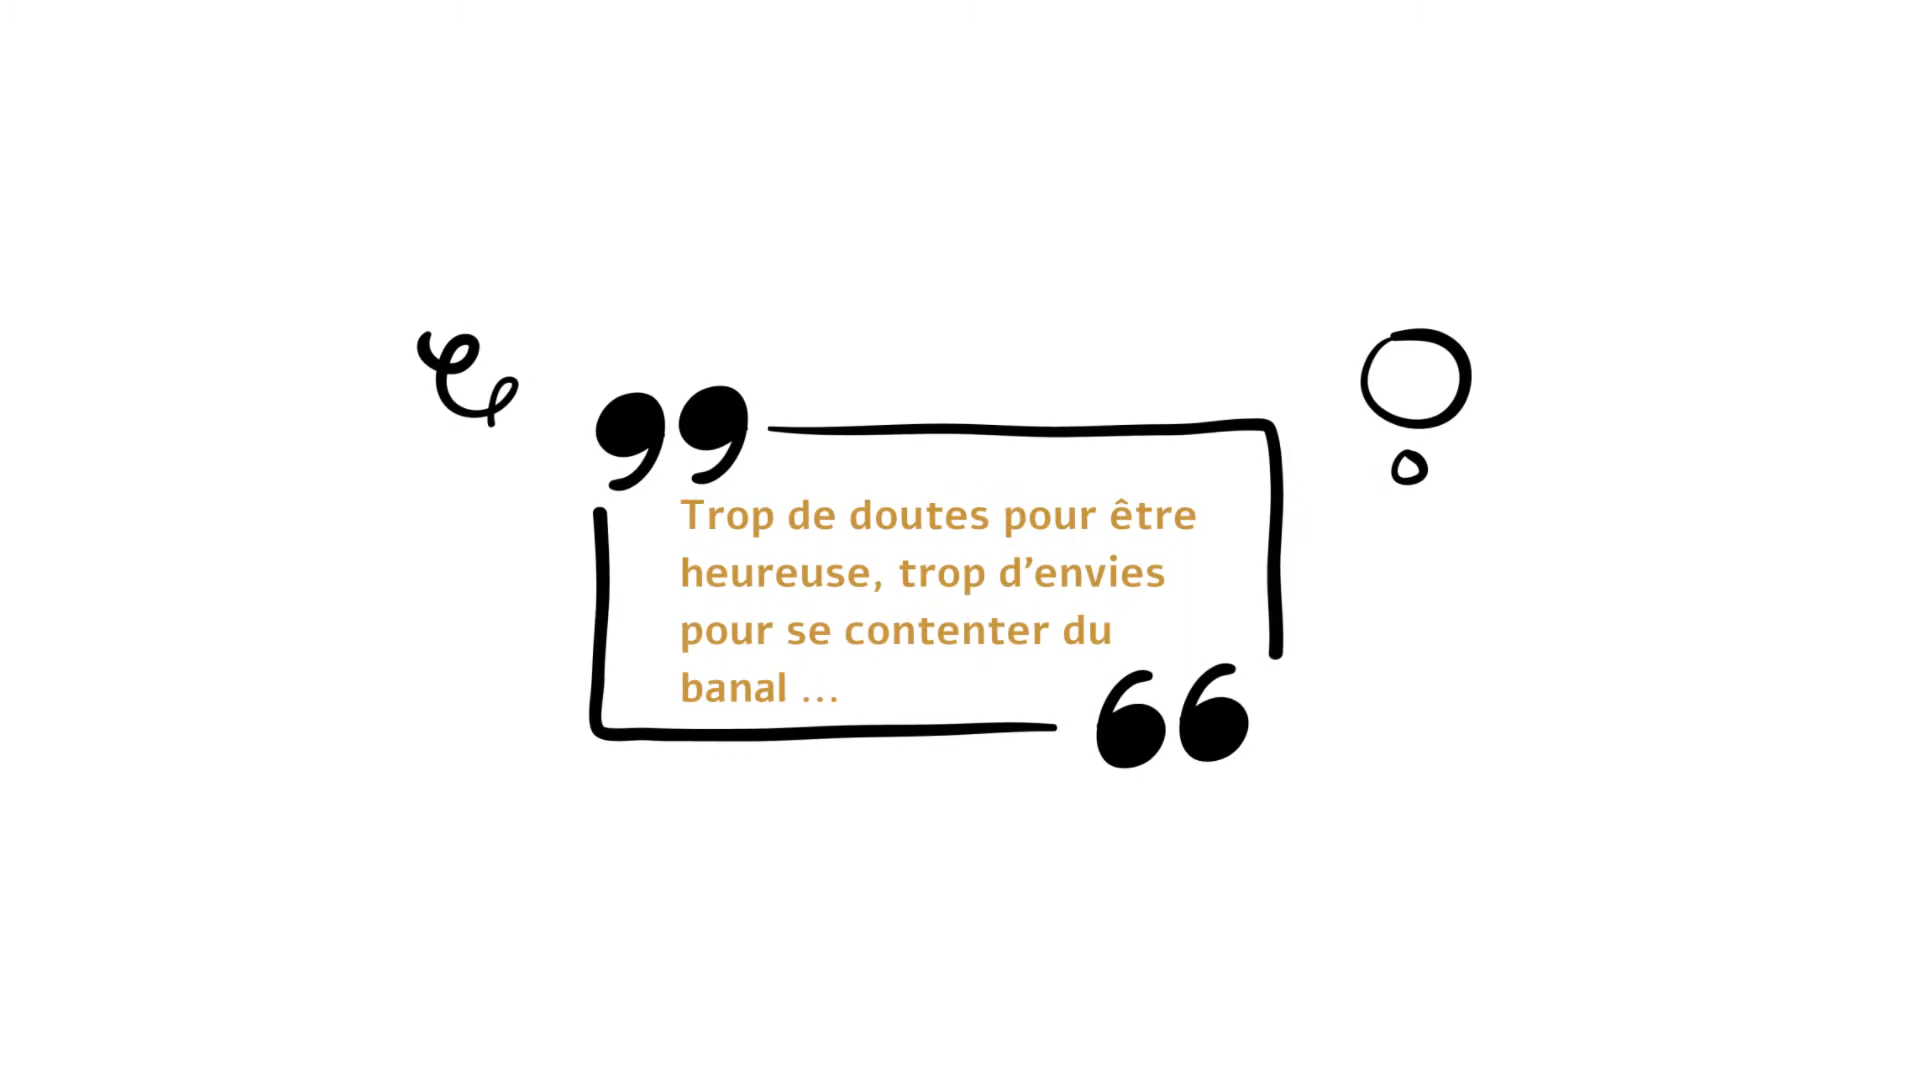 Trop de doutes pour être
heureuse, trop d’envies
pour se contenter du
banal ...